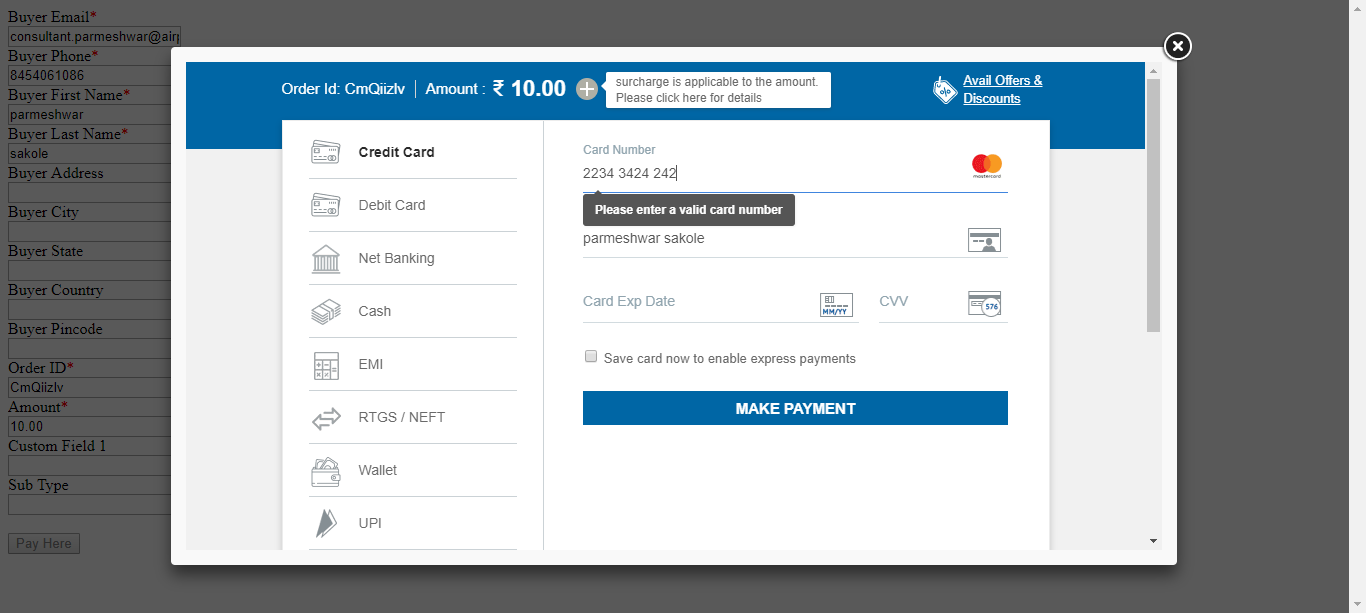 Buyer Email*
consultant.parmeshwar@air
Buyer Phone*
8454061086
Buyer First Name*
parmeshwar
Buyer Last Name*
sakole
Buyer Address
Buyer City
Buyer State
Buyer Country
Buyer Pincode
Order ID*
CmQiizlv
Amount*
10.00
Custom Field 1
Sub Type
Pay Here
Order Id: CmQiizlv
Amount : ₹ 10.00
surcharge is applicable to the amount.
Please click here for details
%
Avail Offers &
Discounts
Credit Card
Debit Card
Net Banking
Cash
EMI
RTGS / NEFT
Wallet
UPI
Card Number
2234 3424 242
mastercard
Please enter a valid card number
parmeshwar sakole
Card Exp Date
MM/YY
CVV
576
Save card now to enable express payments
MAKE PAYMENT